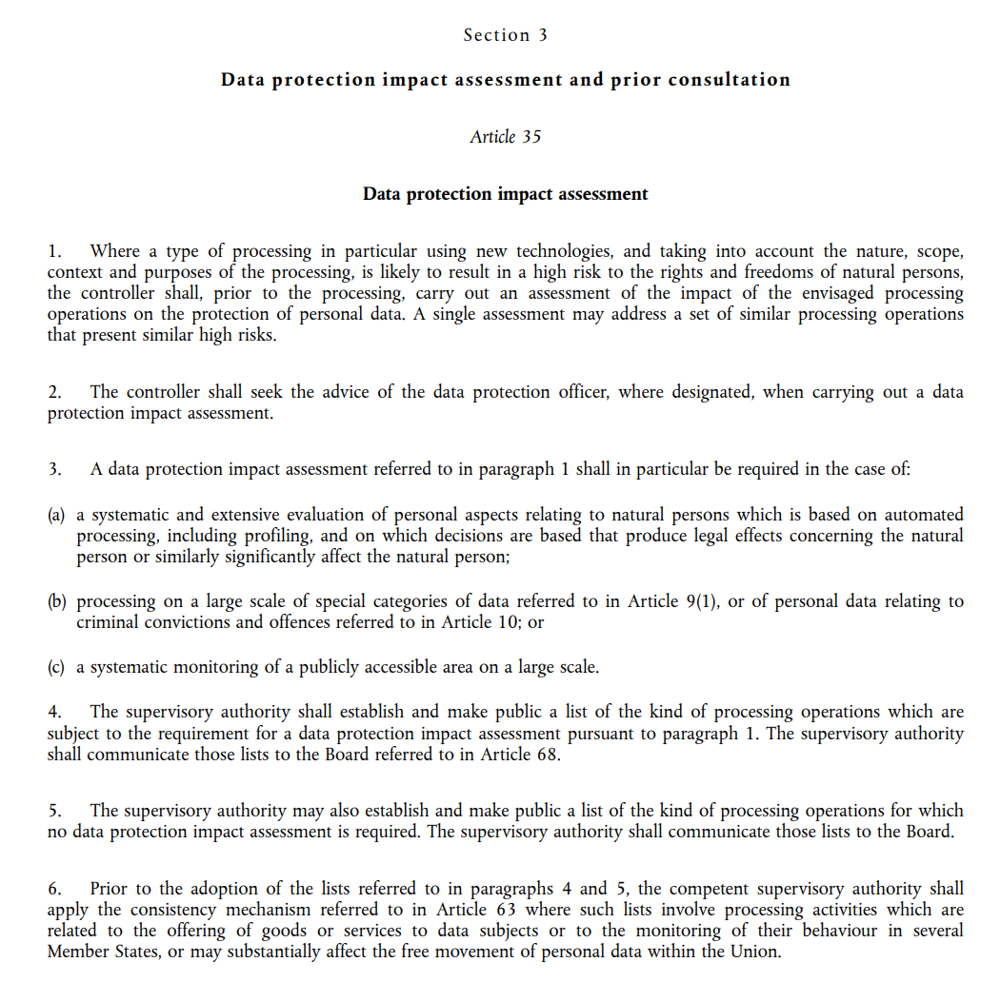 Section 3
Data protection impact assessment and prior consultation
Article 35
Data protection impact assessment
1. Where a type of processing in particular using new technologies, and taking into account the nature, scope,
context and purposes of the processing, is likely to result in a high risk to the rights and freedoms of natural persons,
the controller shall, prior to the processing, carry out an assessment of the impact of the envisaged processing
operations on the protection of personal data. A single assessment may address a set of similar processing operations
that present similar high risks.
2. The controller shall seek the advice of the data protection officer, where designated, when carrying out a data
protection impact assessment.
3. A data protection impact assessment referred to in paragraph 1 shall in particular be required in the case of:
(a) a systematic and extensive evaluation of personal aspects relating to natural persons which is based on automated
processing, including profiling, and on which decisions are based that produce legal effects concerning the natural
person or similarly significantly affect the natural person;
(b) processing on a large scale of special categories of data referred to in Article 9(1), or of personal data relating to
criminal convictions and offences referred to in Article 10; or
(c) a systematic monitoring of a publicly accessible area on a large scale.
4. The supervisory authority shall establish and make public a list of the kind of processing operations which are
subject to the requirement for a data protection impact assessment pursuant to paragraph 1. The supervisory authority
shall communicate those lists to the Board referred to in Article 68.
5. The supervisory authority may also establish and make public a list of the kind of processing operations for which
no data protection impact assessment is required. The supervisory authority shall communicate those lists to the Board.
6. Prior to the adoption of the lists referred to in paragraphs 4 and 5, the competent supervisory authority shall
apply the consistency mechanism referred to in Article 63 where such lists involve processing activities which are
related to the offering of goods or services to data subjects or to the monitoring of their behaviour in several
Member States, or may substantially affect the free movement of personal data within the Union.